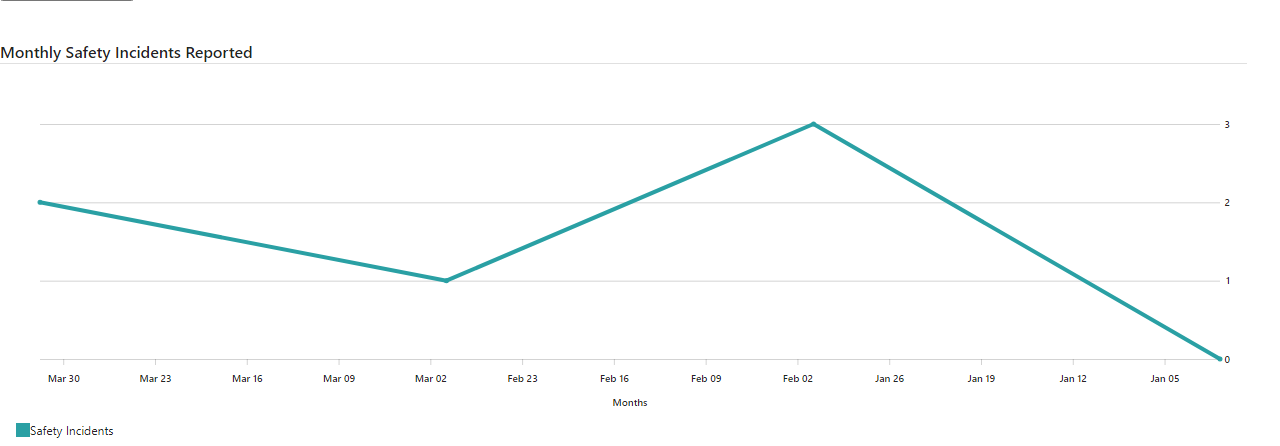 Monthly Safety Incidents Reported
3
2
1
0
Mar 30 Mar 23 Mar 16 Mar 09 Mar 02 Feb 23 Feb 16 Feb 09 Feb 02 Jan 26 Jan 19 Jan 12 Jan 05
Months
Safety Incidents